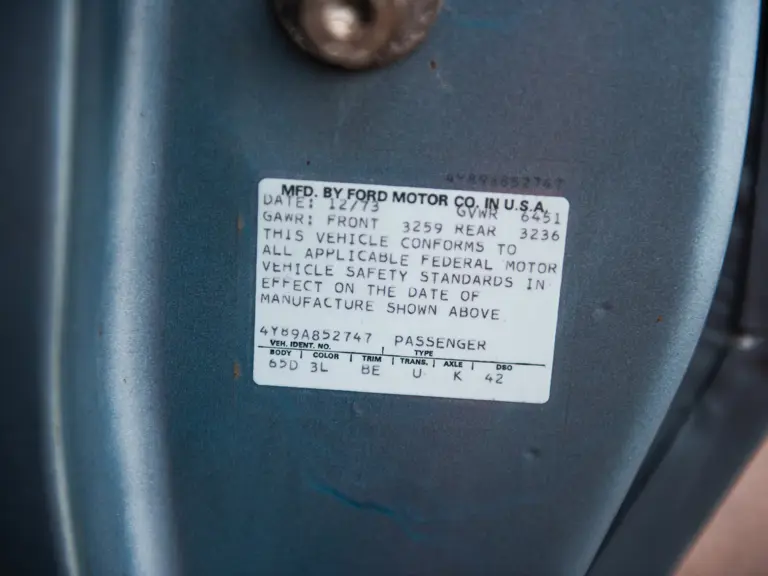 4Y89A852747
MFD. BY FORD MOTOR CO. IN U.S.A.
DATE: 12/73 GVWR 6451
GAWR: FRONT 3259 REAR 3236
THIS VEHICLE CONFORMS TO
ALL APPLICABLE FEDERAL MOTOR
VEHICLE SAFETY STANDARDS IN
EFFECT ON THE DATE OF
MANUFACTURE SHOWN ABOVE
4Y89A852747 PASSENGER
VEH. IDENT. NO. TYPE
BODY COLOR TRIM TRANS. AXLE DSO
65D 3L BE U K 42